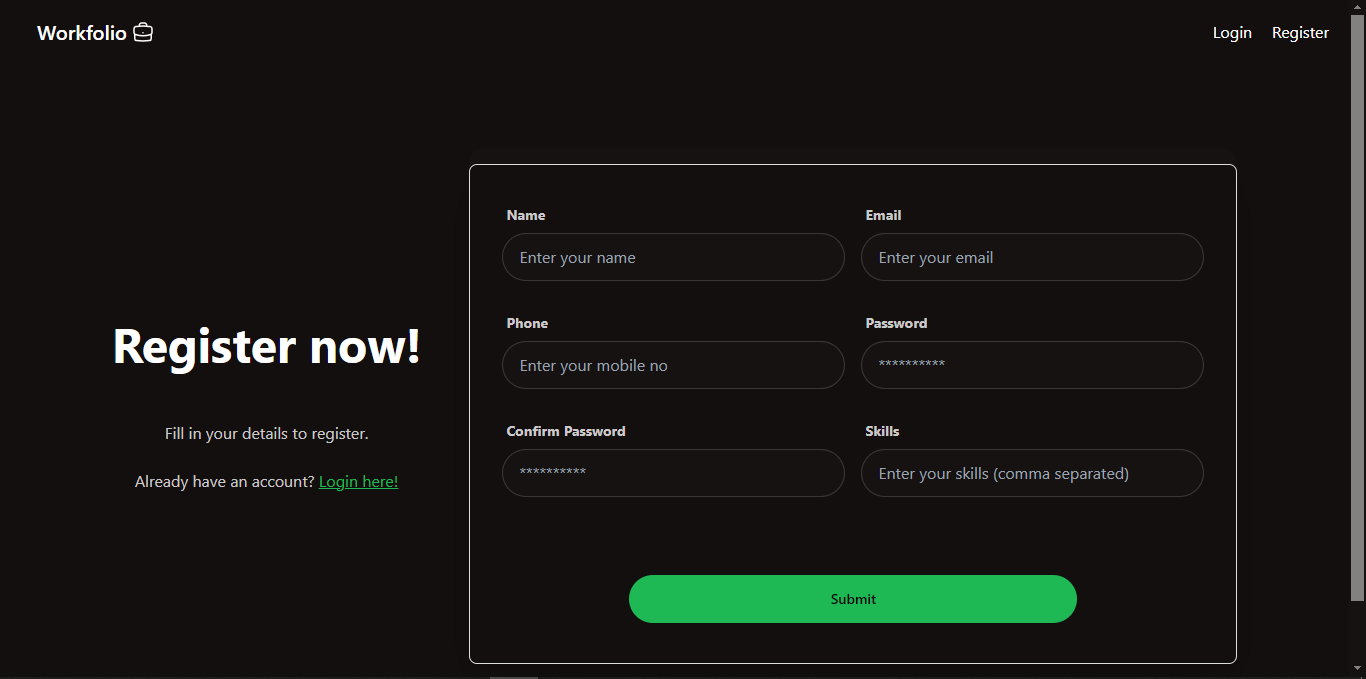 Workfolio
Login Register
Register now!
Fill in your details to register.
Already have an account? Login here!
Name
Enter your name
Email
Enter your email
Phone
Enter your mobile no
Password
**********
Confirm Password
**********
Skills
Enter your skills (comma separated)
Submit